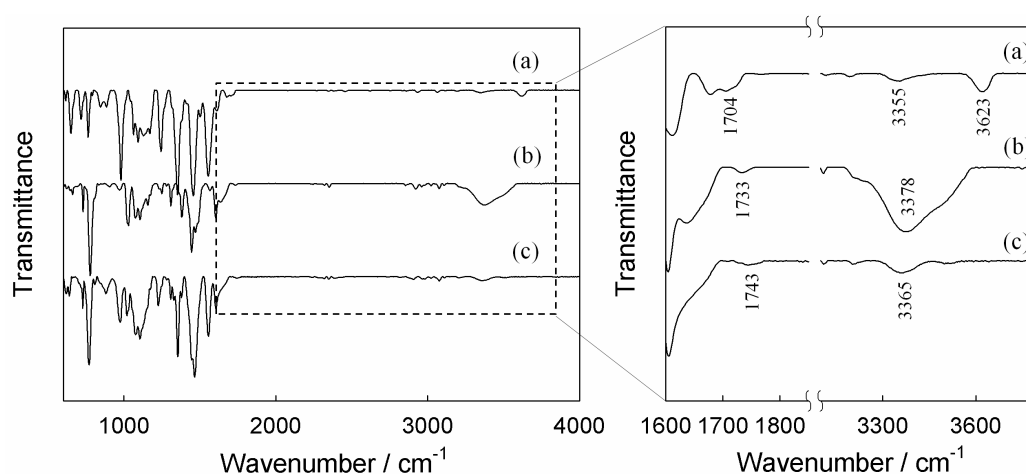 (a)
(b)
(c)
Transmittance
1000
2000
3000
4000
Wavenumber / cm-1
(a)
1704
3355
3623
(b)
1733
3378
(c)
1743
3365
Transmittance
1600
1700
1800
3300
3600
Wavenumber / cm-1